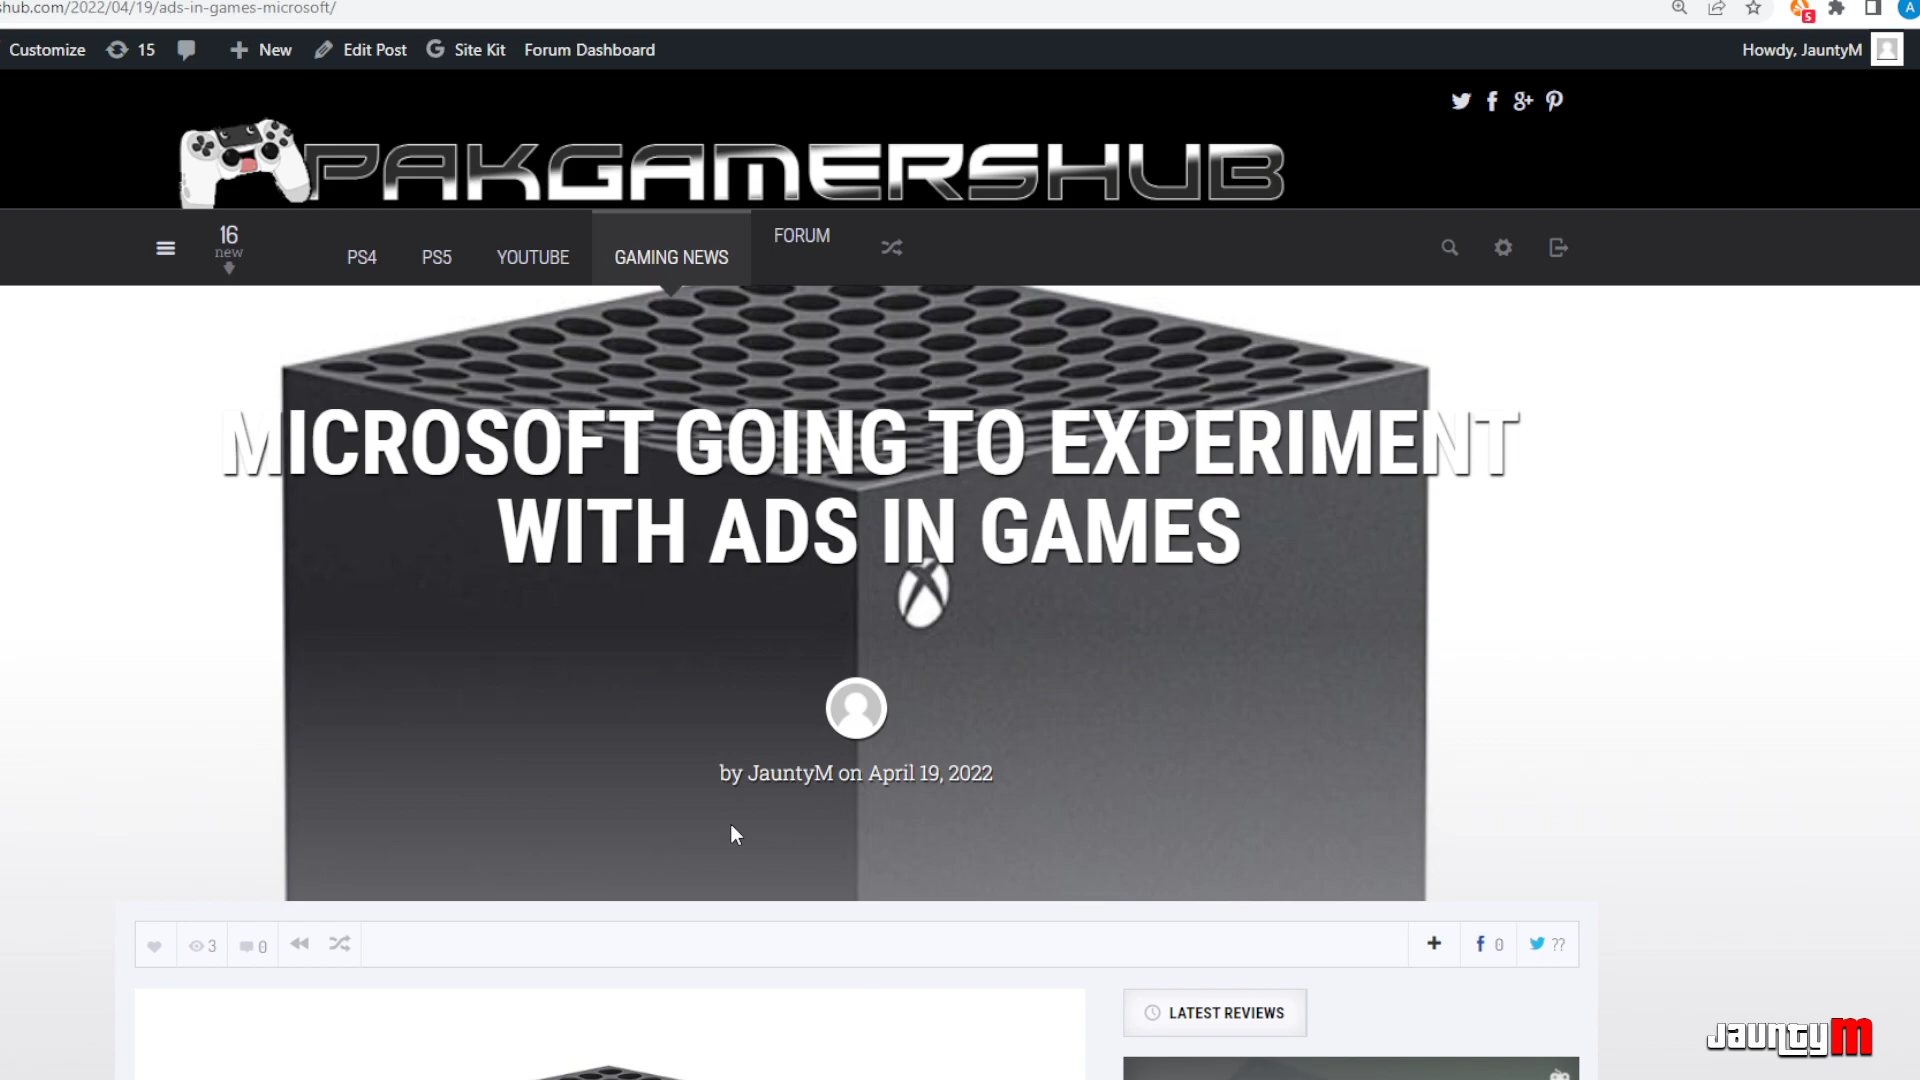 shub.com/2022/04/19/ads-in-games-microsoft/
5
A
Customize 15 New Edit Post Site Kit Forum Dashboard Howdy, JauntyM
PAKGAMERSHUB
16
new
PS4 PS5 YOUTUBE GAMING NEWS FORUM
MICROSOFT GOING TO EXPERIMENT
WITH ADS IN GAMES
by JauntyM on April 19, 2022
3 0 0 ??
LATEST REVIEWS
JauntyM